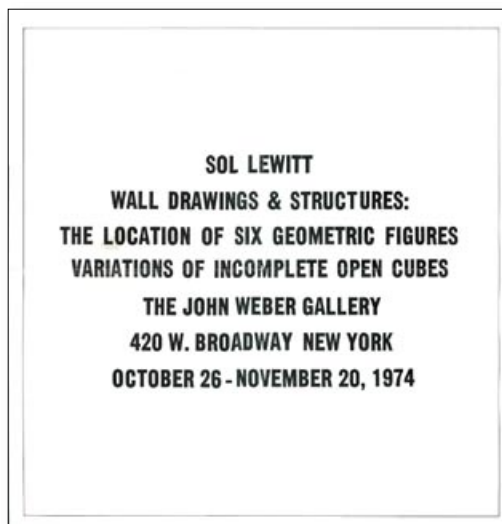 SOL LEWITT
WALL DRAWINGS & STRUCTURES:
THE LOCATION OF SIX GEOMETRIC FIGURES
VARIATIONS OF INCOMPLETE OPEN CUBES
THE JOHN WEBER GALLERY
420 W. BROADWAY NEW YORK
OCTOBER 26 - NOVEMBER 20, 1974